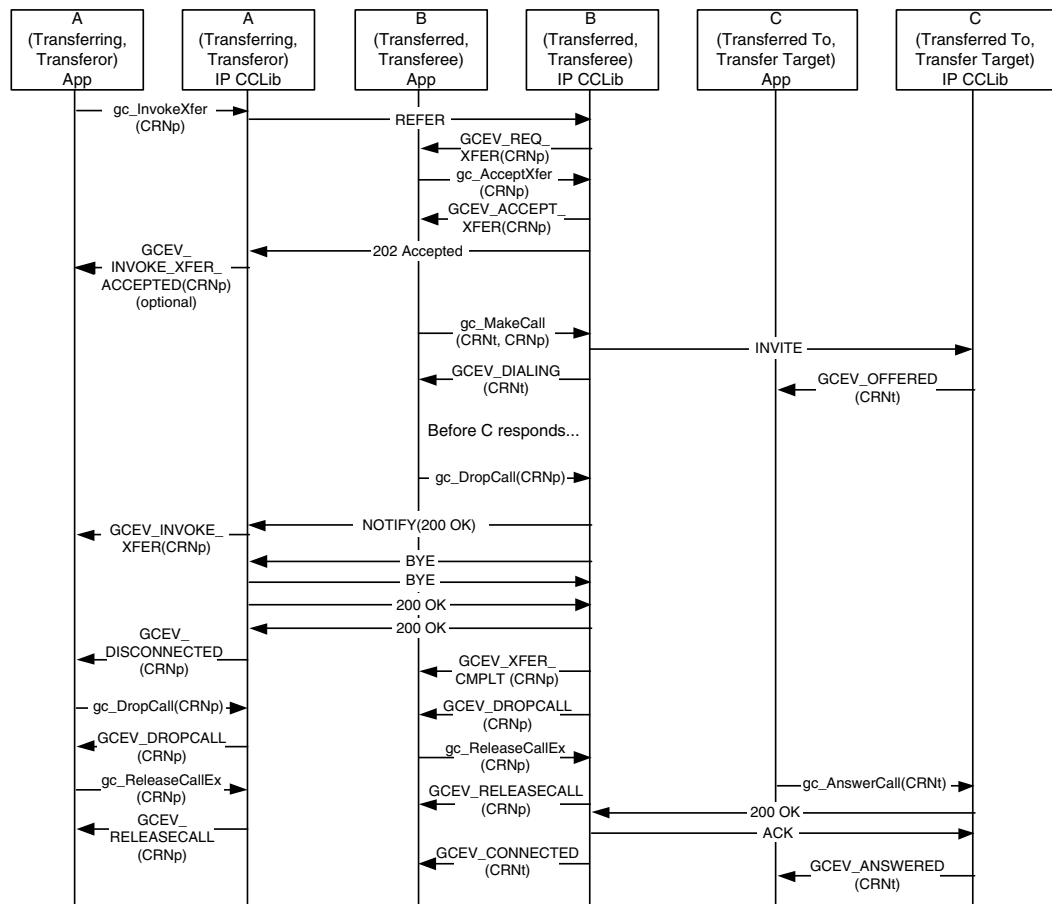 A
(Transferring,
Transferor)
App
A
(Transferring,
Transferor)
IP CCLib
B
(Transferred,
Transferee)
App
B
(Transferred,
Transferee)
IP CCLib
C
(Transferred To,
Transfer Target)
App
C
(Transferred To,
Transfer Target)
IP CCLib
gc_InvokeXfer
(CRNp)
REFER
GCEV_REQ_
XFER(CRNp)
gc_AcceptXfer
(CRNp)
GCEV_ACCEPT_
XFER(CRNp)
202 Accepted
GCEV_
INVOKE_XFER_
ACCEPTED(CRNp)
(optional)
gc_MakeCall
(CRNt, CRNp)
INVITE
GCEV_DIALING
(CRNt)
GCEV_OFFERED
(CRNt)
Before C responds...
gc_DropCall(CRNp)
NOTIFY(200 OK)
GCEV_INVOKE_
XFER(CRNp)
BYE
BYE
200 OK
200 OK
GCEV_
DISCONNECTED
(CRNp)
GCEV_XFER_
CMPLT (CRNp)
gc_DropCall(CRNp)
GCEV_DROPCALL
(CRNp)
GCEV_DROPCALL
(CRNp)
gc_ReleaseCallEx
(CRNp)
gc_ReleaseCallEx
(CRNp)
gc_AnswerCall(CRNt)
GCEV_RELEASECALL
(CRNp)
200 OK
GCEV_
RELEASECALL
(CRNp)
ACK
GCEV_CONNECTED
(CRNt)
GCEV_ANSWERED
(CRNt)